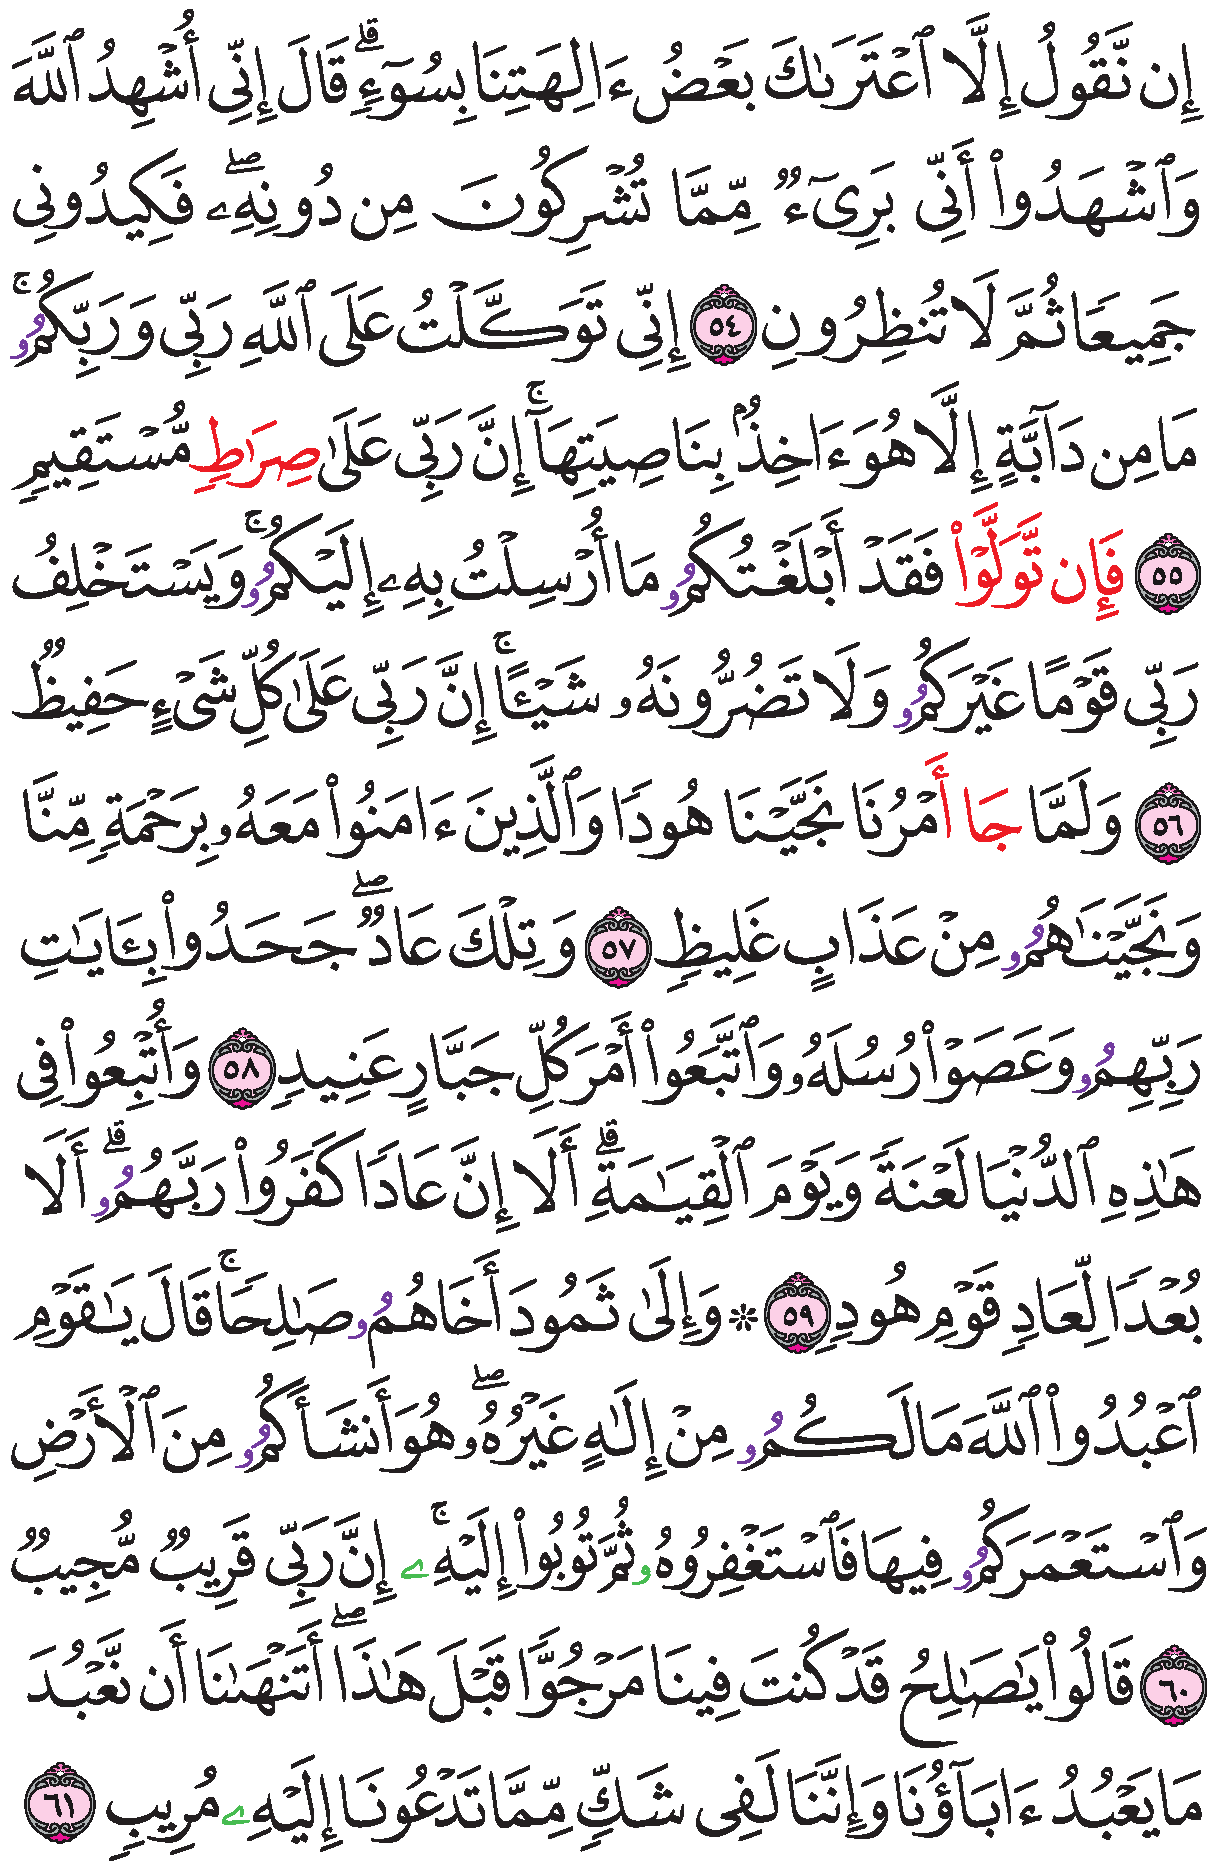 إِن نَّقُولُ إِلَّا ٱعْتَرَىٰكَ بَعْضُ ءَالِهَتِنَا بِسُوٓءٍۗ قَالَ إِنِّي أُشْهِدُ ٱللَّهَ
وَٱشْهَدُواْ أَنِّي بَرِيٓءٌ مِّمَّا تُشْرِكُونَ مِن دُونِهِۦۖ فَكِيدُونِي
جَمِيعًا ثُمَّ لَا تُنظِرُونِ ٥٤ إِنِّي تَوَكَّلْتُ عَلَى ٱللَّهِ رَبِّي وَرَبِّكُمُۥۚ
مَا مِن دَآبَّةٍ إِلَّا هُوَ ءَاخِذُۢ بِنَاصِيَتِهَآۚ إِنَّ رَبِّي عَلَىٰ صِرَٰطٍ مُّسْتَقِيمٍ
٥٥ فَإِن تَّوَلَّوْاْ فَقَدْ أَبْلَغْتُكُمُۥ مَا أُرْسِلْتُ بِهِۦ إِلَيْكُمُۥۚ وَيَسْتَخْلِفُ
رَبِّي قَوْمًا غَيْرَكُمُۥ وَلَا تَضُرُّونَهُۥ شَيْـًٔاۚ إِنَّ رَبِّي عَلَىٰ كُلِّ شَيْءٍ حَفِيظٌ
٥٦ وَلَمَّا جَا أَمْرُنَا نَجَّيْنَا هُودًا وَٱلَّذِينَ ءَامَنُواْ مَعَهُۥ بِرَحْمَةٍ مِّنَّا
وَنَجَّيْنَٰهُمُۥ مِنْ عَذَابٍ غَلِيظٍ ٥٧ وَتِلْكَ عَادٌۖ جَحَدُواْ بِـَٔايَٰتِ
رَبِّهِمُۥ وَعَصَوْاْ رُسُلَهُۥ وَٱتَّبَعُواْ أَمْرَ كُلِّ جَبَّارٍ عَنِيدٍ ٥٨ وَأُتْبِعُواْ فِي
هَٰذِهِ ٱلدُّنْيَا لَعْنَةً وَيَوْمَ ٱلْقِيَٰمَةِۗ أَلَا إِنَّ عَادًا كَفَرُواْ رَبَّهُمُۥۗ أَلَا
بُعْدًا لِّعَادٍ قَوْمِ هُودٍ ٥٩ ۞ وَإِلَىٰ ثَمُودَ أَخَاهُمُۥ صَٰلِحًاۚ قَالَ يَٰقَوْمِ
ٱعْبُدُواْ ٱللَّهَ مَا لَكُمُۥ مِنْ إِلَٰهٍ غَيْرُهُۥۖ هُوَ أَنشَأَكُمُۥ مِنَ ٱلْأَرْضِ
وَٱسْتَعْمَرَكُمُۥ فِيهَا فَٱسْتَغْفِرُوهُۥ ثُمَّ تُوبُواْ إِلَيْهِۦۚ إِنَّ رَبِّي قَرِيبٌ مُّجِيبٌ
٦٠ قَالُواْ يَٰصَٰلِحُ قَدْ كُنتَ فِينَا مَرْجُوًّا قَبْلَ هَٰذَاۖ أَتَنْهَىٰنَا أَن نَّعْبُدَ
مَا يَعْبُدُ ءَابَآؤُنَا وَإِنَّنَا لَفِي شَكٍّ مِّمَّا تَدْعُونَا إِلَيْهِۦ مُرِيبٍ ٦١